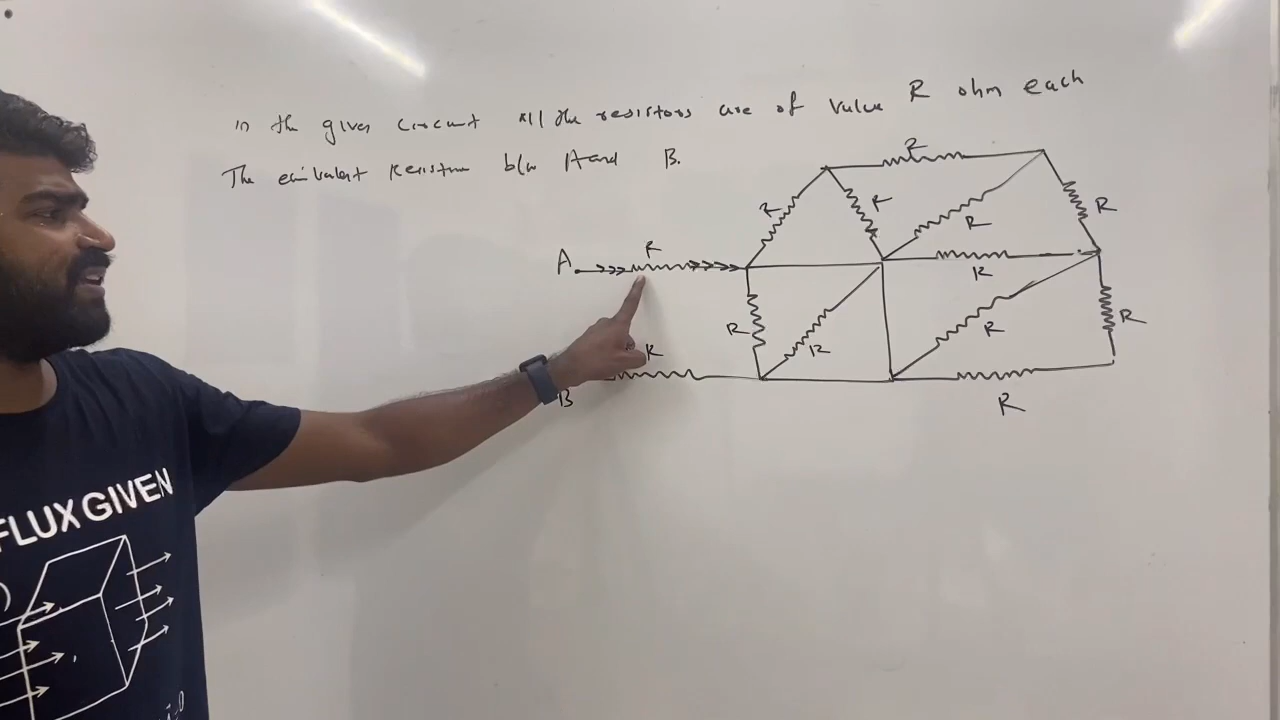 in the given circuit all the resistors are of value R ohm each
The equivalent Resistance b/w A and B.
R
R
R
R
R
A
R
R
R
R
R
R
R
B
R
FLUX GIVEN